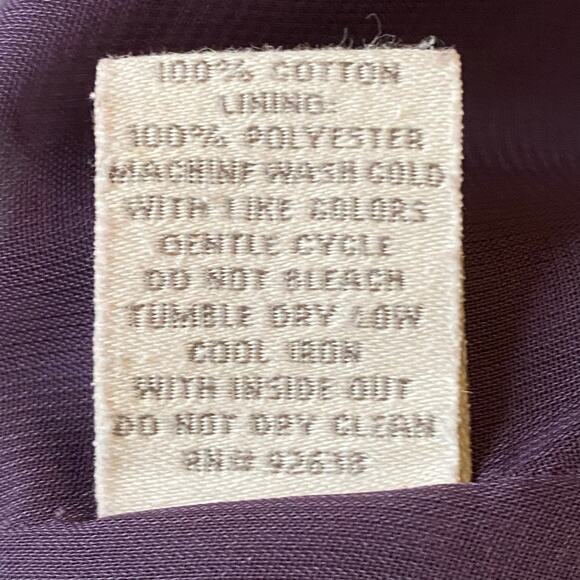 100% COTTON
LINING:
100% POLYESTER
MACHINE WASH COLD
WITH LIKE COLORS
GENTLE CYCLE
DO NOT BLEACH
TUMBLE DRY LOW
COOL IRON
WITH INSIDE OUT
DO NOT DRY CLEAN
RN# 92638